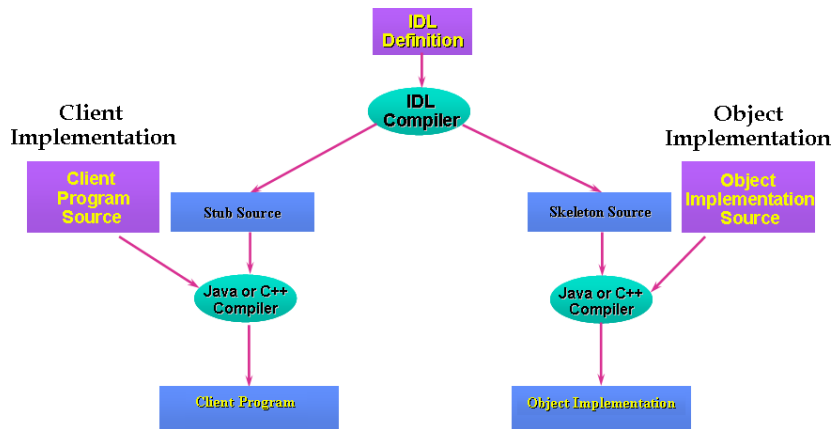 IDL
Definition
IDL
Compiler
Client
Implementation
Object
Implementation
Client
Program
Source
Stub Source
Skeleton Source
Object
Implementation
Source
Java or C++
Compiler
Java or C++
Compiler
Client Program
Object Implementation